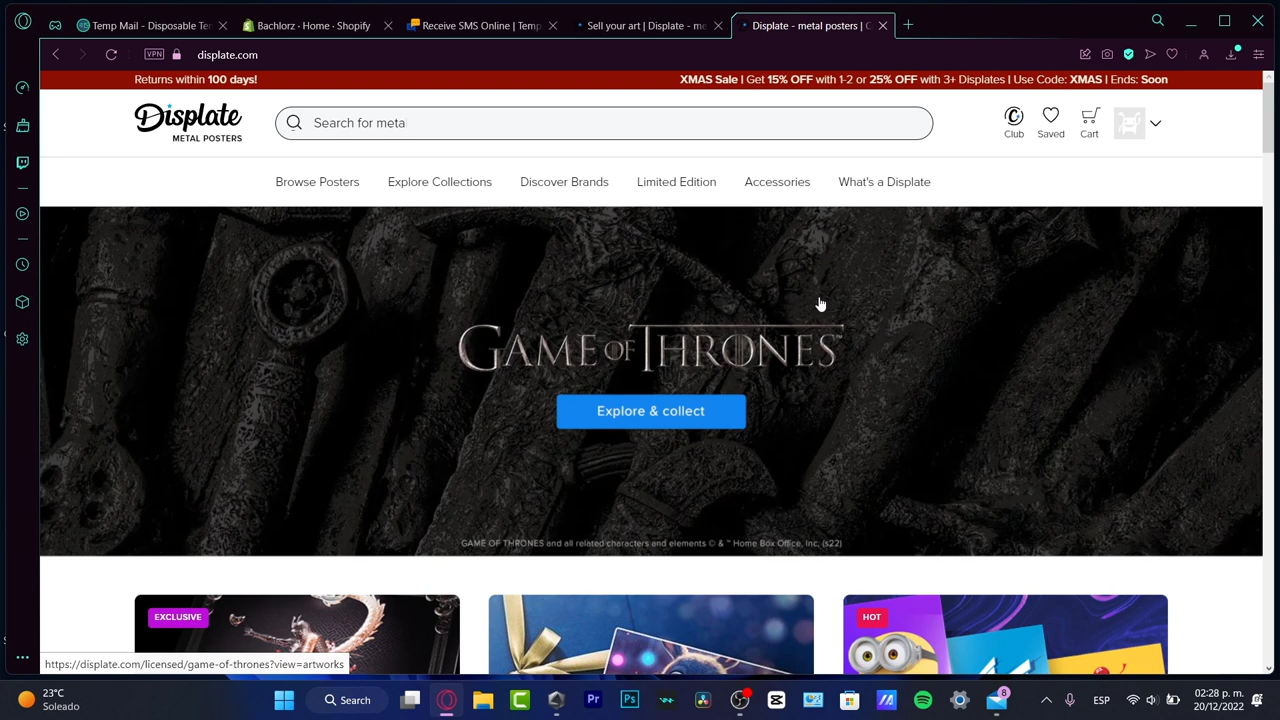 Temp Mail - Disposable Ter
Bachlorz · Home · Shopify
Receive SMS Online | Temp
Sell your art | Displate - me
Displate - metal posters | C
VPN
displate.com
Returns within 100 days!
XMAS Sale | Get 15% OFF with 1-2 or 25% OFF with 3+ Displates | Use Code: XMAS | Ends: Soon
Displate
METAL POSTERS
Search for meta
Club
Saved
Cart
Browse Posters
Explore Collections
Discover Brands
Limited Edition
Accessories
What's a Displate
GAME OF THRONES™
Explore & collect
GAME OF THRONES and all related characters and elements © & ™ Home Box Office, Inc. (s22)
EXCLUSIVE
HOT
https://displate.com/licensed/game-of-thrones?view=artworks
23°C
Soleado
Search
Pr
Ps
8
ESP
02:28 p. m.
20/12/2022